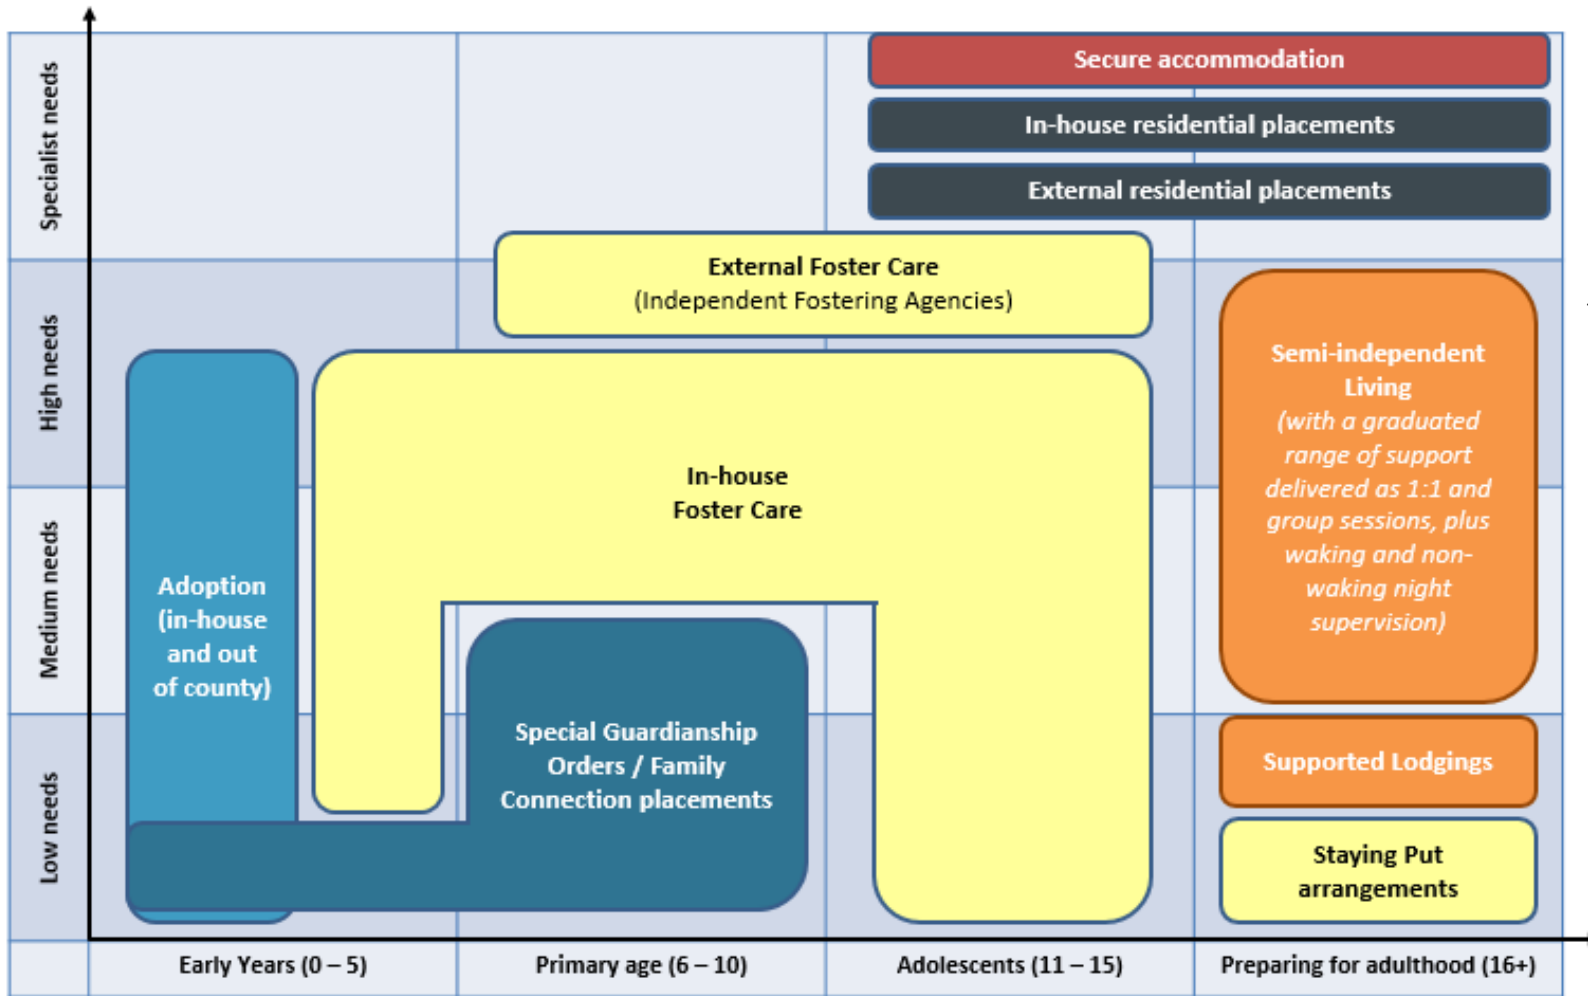 Specialist needs
High needs
Medium needs
Low needs
Secure accommodation
In-house residential placements
External residential placements
External Foster Care
(Independent Fostering Agencies)
In-house
Foster Care
Adoption
(in-house
and out
of county)
Special Guardianship
Orders / Family
Connection placements
Semi-independent
Living
(with a graduated
range of support
delivered as 1:1 and
group sessions, plus
waking and non-
waking night
supervision)
Supported Lodgings
Staying Put
arrangements
Early Years (0 – 5)
Primary age (6 – 10)
Adolescents (11 – 15)
Preparing for adulthood (16+)